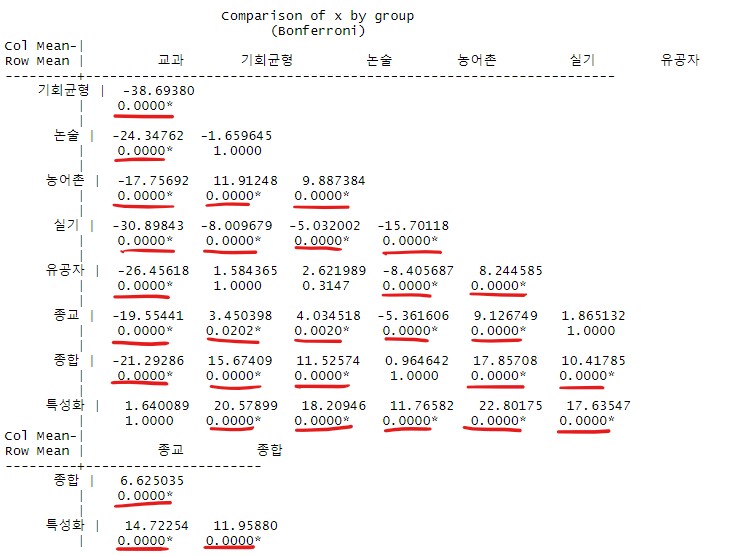 Comparison of x by group
(Bonferroni)
Col Mean-|
Row Mean |        교과        기회균형        논술        농어촌        실기        유공자
---------+------------------------------------------------------------------
기회균형 |  -38.69380
         |   0.0000*
         |
논술 |  -24.34762  -1.659645
         |   0.0000*    1.0000
         |
농어촌 |  -17.75692   11.91248   9.887384
         |   0.0000*    0.0000*    0.0000*
         |
실기 |  -30.89843  -8.009679  -5.032002  -15.70118
         |   0.0000*    0.0000*    0.0000*    0.0000*
         |
유공자 |  -26.45618   1.584365   2.621989  -8.405687   8.244585
         |   0.0000*    1.0000     0.3147     0.0000*    0.0000*
         |
종교 |  -19.55441   3.450398   4.034518  -5.361606   9.126749   1.865132
         |   0.0000*    0.0202*    0.0020*    0.0000*    0.0000*    1.0000
         |
종합 |  -21.29286   15.67409   11.52574   0.964642   17.85708   10.41785
         |   0.0000*    0.0000*    0.0000*    1.0000     0.0000*    0.0000*
         |
특성화 |   1.640089   20.57899   18.20946   11.76582   22.80175   17.63547
         |   1.0000     0.0000*    0.0000*    0.0000*    0.0000*    0.0000*
Col Mean-|
Row Mean |        종교        종합
---------+----------------------
종합 |   6.625035
         |   0.0000*
         |
특성화 |   14.72254   11.95880
         |   0.0000*    0.0000*